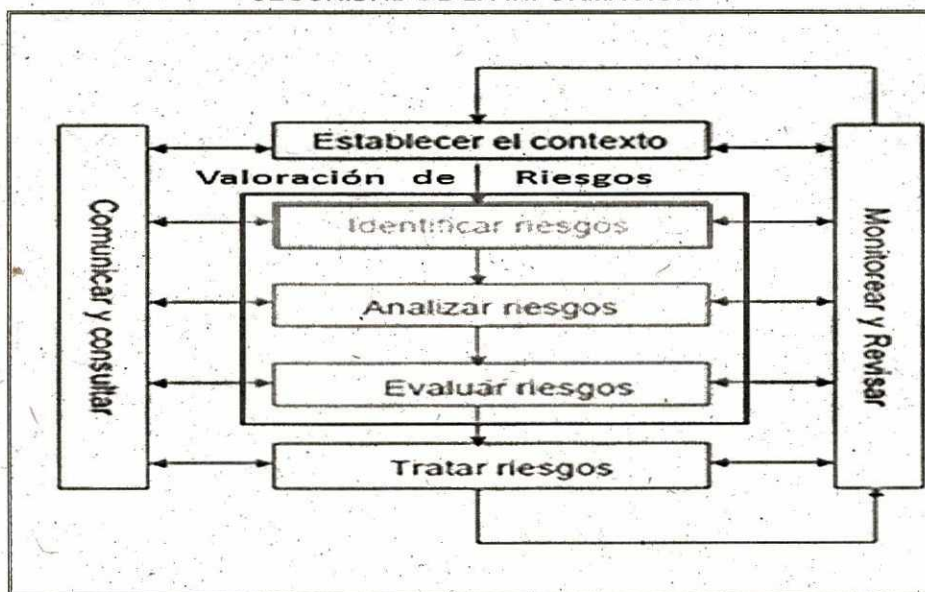 Establecer el contexto
Valoración de Riesgos
Identificar riesgos
Analizar riesgos
Evaluar riesgos
Tratar riesgos
Comunicar y consultar
Monitorear y Revisar